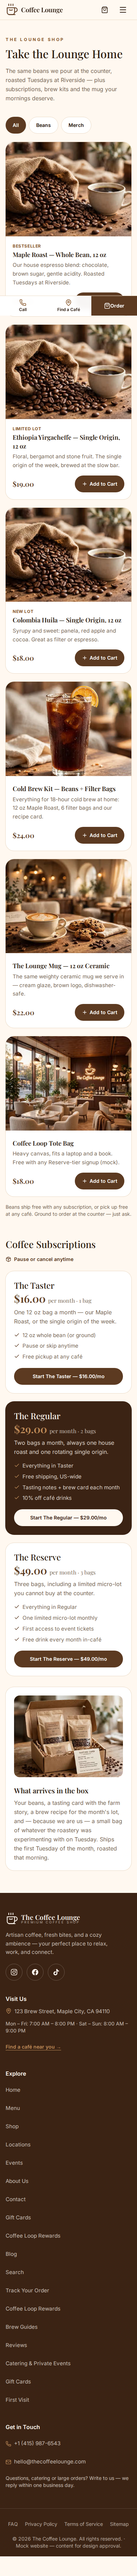 Coffee Lounge
THE LOUNGE SHOP
Take the Lounge Home
The same beans we pour at the counter,
roasted Tuesdays at Riverside — plus
subscriptions, brew kits and the mug your
mornings deserve.
All
Beans
Merch
BESTSELLER
Maple Roast — Whole Bean, 12 oz
Our house espresso blend: chocolate,
brown sugar, gentle acidity. Roasted
Tuesdays at Riverside.
Call
Find a Café
Order
LIMITED LOT
Ethiopia Yirgacheffe — Single Origin,
12 oz
Floral, bergamot and stone fruit. The single
origin of the week, brewed at the slow bar.
$19.00
Add to Cart
NEW LOT
Colombia Huila — Single Origin, 12 oz
Syrupy and sweet; panela, red apple and
cocoa. Great as filter or espresso.
$18.00
Add to Cart
Cold Brew Kit — Beans + Filter Bags
Everything for 18-hour cold brew at home:
12 oz Maple Roast, 6 filter bags and our
recipe card.
$24.00
Add to Cart
The Lounge Mug — 12 oz Ceramic
The same weighty ceramic mug we serve in
— cream glaze, brown logo, dishwasher-
safe.
$22.00
Add to Cart
Coffee Loop Tote Bag
Heavy canvas, fits a laptop and a book.
Free with any Reserve-tier signup (mock).
$18.00
Add to Cart
Beans ship free with any subscription, or pick up free
at any café. Ground to order at the counter — just ask.
Coffee Subscriptions
Pause or cancel anytime
The Taster
$16.00 per month · 1 bag
One 12 oz bag a month — our Maple
Roast, or the single origin of the week.
12 oz whole bean (or ground)
Pause or skip anytime
Free pickup at any café
Start The Taster — $16.00/mo
The Regular
$29.00 per month · 2 bags
Two bags a month, always one house
roast and one rotating single origin.
Everything in Taster
Free shipping, US-wide
Tasting notes + brew card each month
10% off café drinks
Start The Regular — $29.00/mo
The Reserve
$49.00 per month · 3 bags
Three bags, including a limited micro-lot
you cannot buy at the counter.
Everything in Regular
One limited micro-lot monthly
First access to event tickets
Free drink every month in-café
Start The Reserve — $49.00/mo
What arrives in the box
Your beans, a tasting card with the farm
story, a brew recipe for the month's lot,
and — because we are us — a small bag
of whatever the roastery was
experimenting with on Tuesday. Ships
the first Tuesday of the month, roasted
that morning.
The Coffee Lounge
PREMIUM COFFEE SHOP
Artisan coffee, fresh bites, and a cozy
ambience — your perfect place to relax,
work, and connect.
Visit Us
123 Brew Street, Maple City, CA 94110
Mon – Fri: 7:00 AM – 8:00 PM · Sat – Sun: 8:00 AM –
9:00 PM
Find a café near you →
Explore
Home
Menu
Shop
Locations
Events
About Us
Contact
Gift Cards
Coffee Loop Rewards
Blog
Search
Track Your Order
Coffee Loop Rewards
Brew Guides
Reviews
Catering & Private Events
Gift Cards
First Visit
Get in Touch
+1 (415) 987-6543
hello@thecoffeelounge.com
Questions, catering or large orders? Write to us — we
reply within one business day.
FAQ
Privacy Policy
Terms of Service
Sitemap
© 2026 The Coffee Lounge. All rights reserved. ·
Mock website — content for design approval.